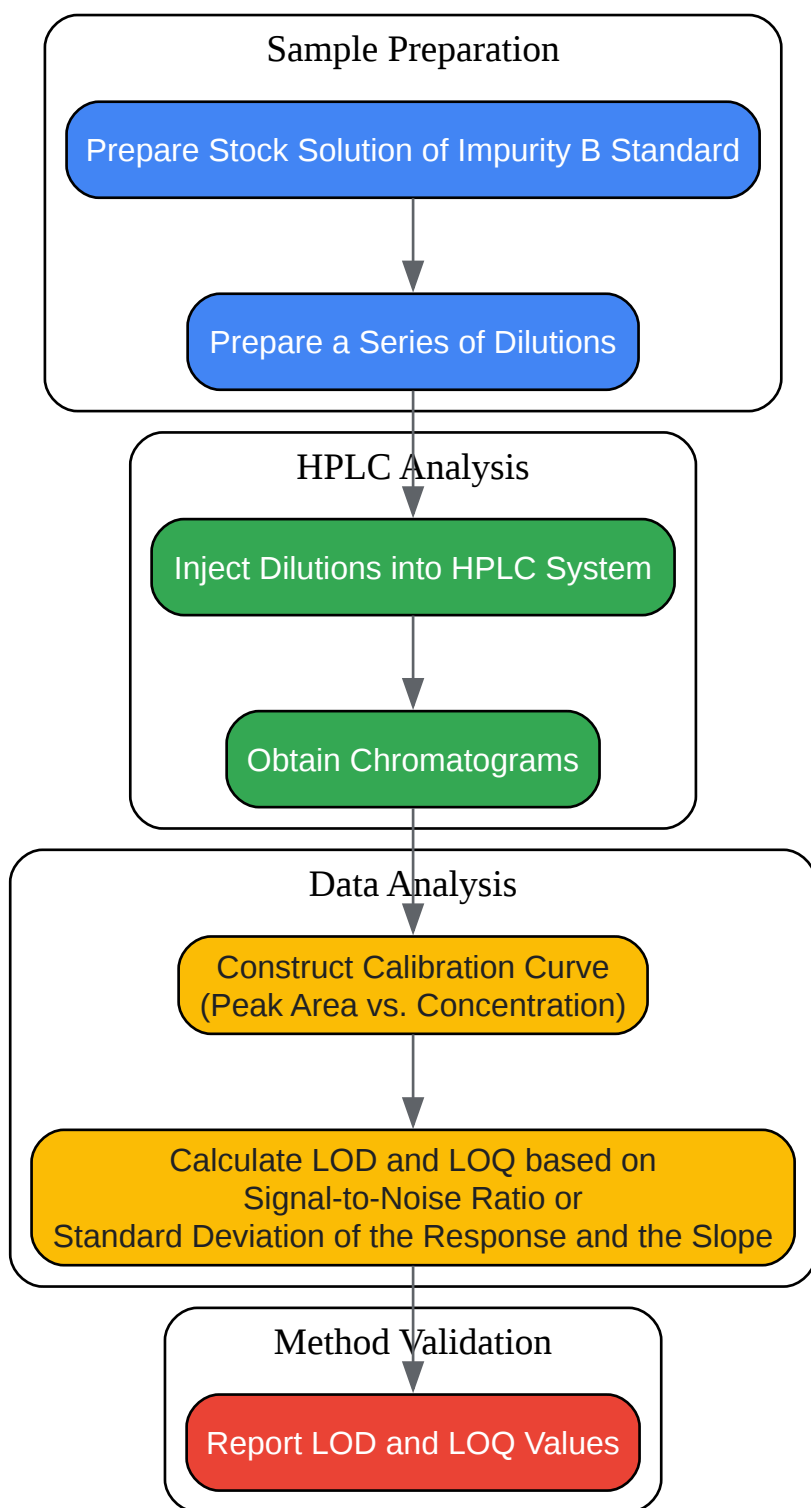 Sample Preparation
Prepare Stock Solution of Impurity B Standard
Prepare a Series of Dilutions
HPLC Analysis
Inject Dilutions into HPLC System
Obtain Chromatograms
Data Analysis
Construct Calibration Curve
(Peak Area vs. Concentration)
Calculate LOD and LOQ based on
Signal-to-Noise Ratio or
Standard Deviation of the Response and the Slope
Method Validation
Report LOD and LOQ Values